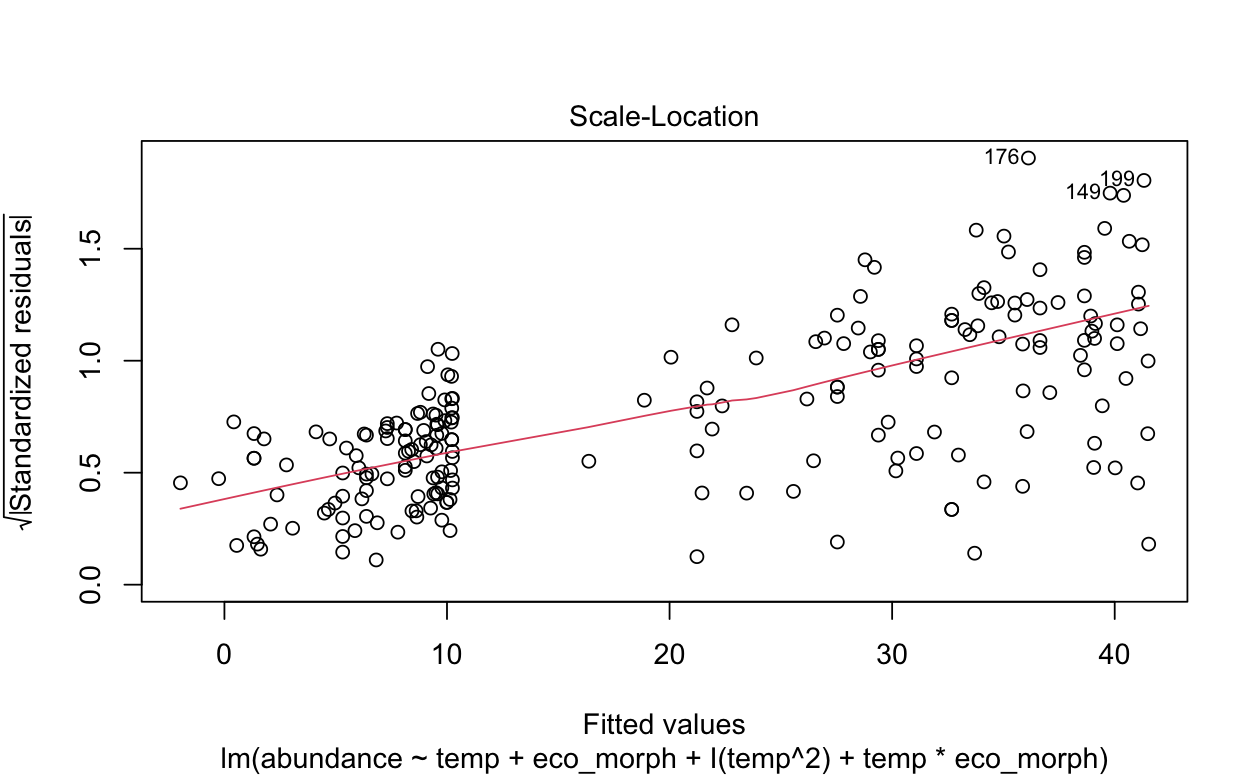 Scale-Location
176
199
149
√|Standardized residuals|
0.0 0.5 1.0 1.5
0 10 20 30 40
Fitted values
lm(abundance ~ temp + eco_morph + I(temp^2) + temp * eco_morph)